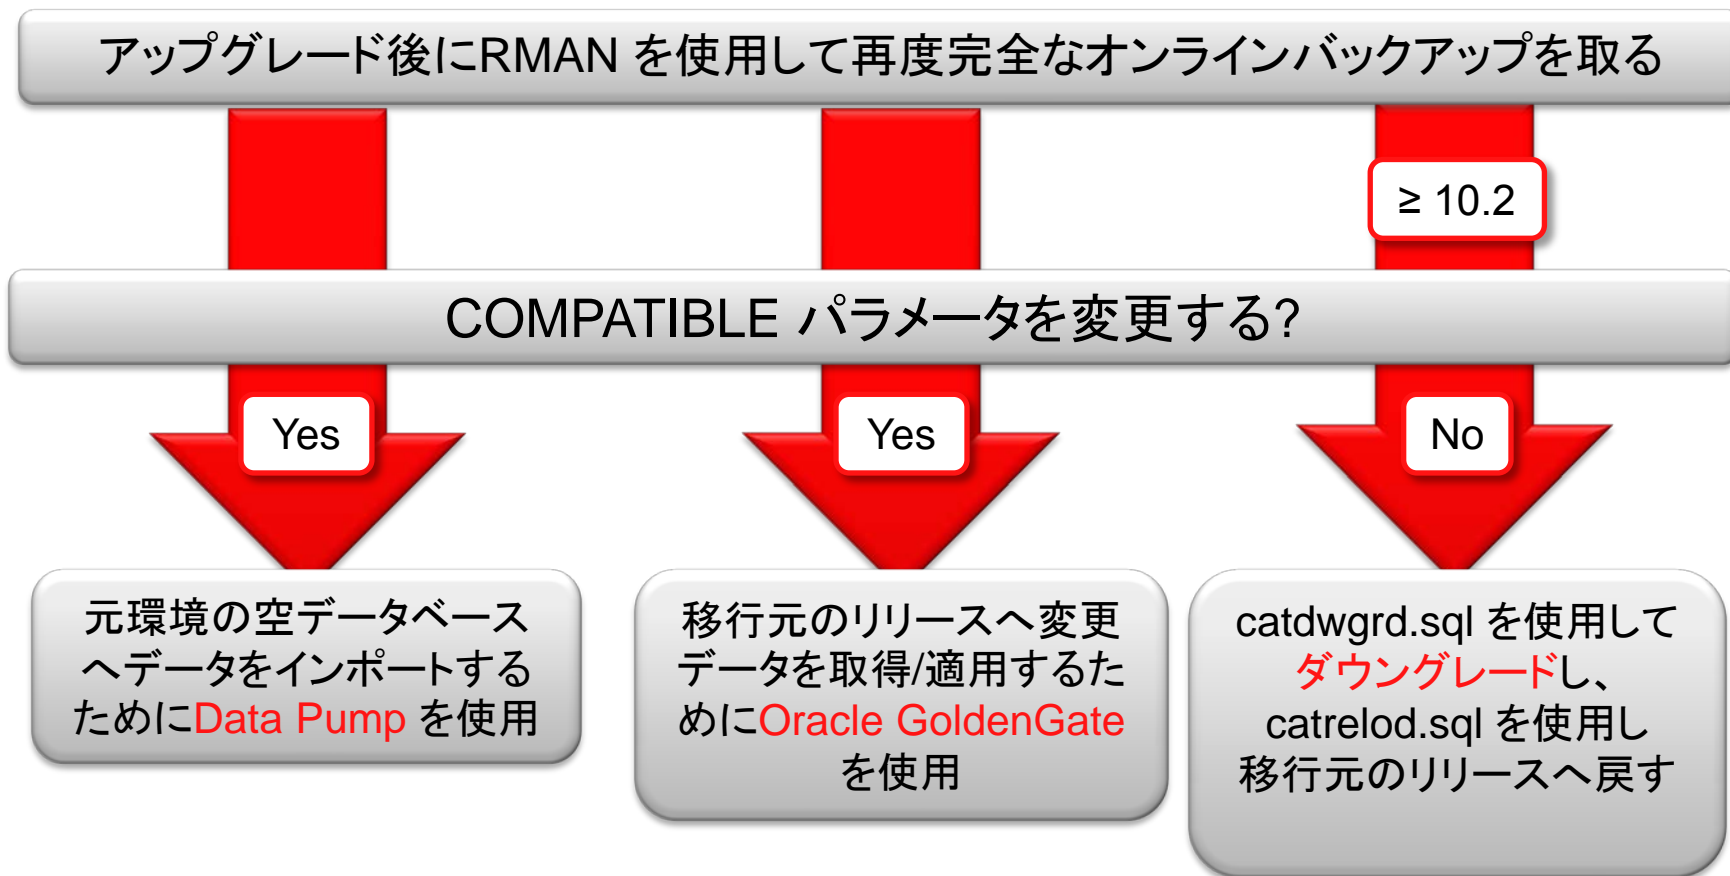 アップグレード後にRMAN を使用して再度完全なオンラインバックアップを取る
≥ 10.2
COMPATIBLE パラメータを変更する?
Yes
Yes
No
元環境の空データベース
へデータをインポートする
ためにData Pump を使用
移行元のリリースへ変更
データを取得/適用するた
めにOracle GoldenGate
を使用
catdwgrd.sql を使用して
ダウングレードし、
catrelod.sql を使用し
移行元のリリースへ戻す